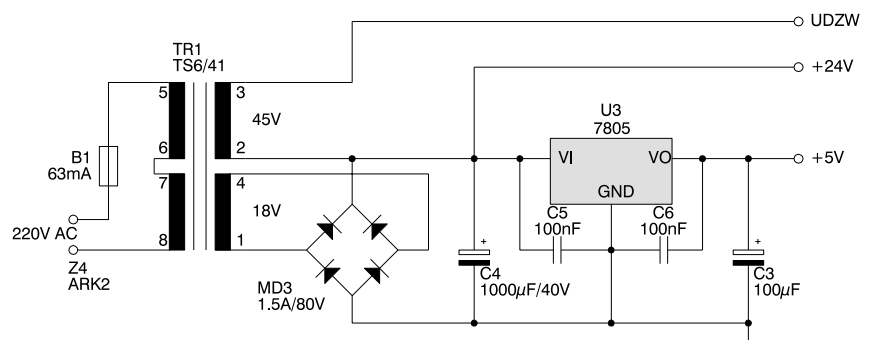 UDZW
TR1
TS6/41
+24V
5
3
U3
7805
45V
B1
63mA
6
2
VI
VO
+5V
7
4
GND
18V
C5
100nF
C6
100nF
220V AC
8
1
+
+
Z4
ARK2
MD3
1.5A/80V
C4
1000µF/40V
C3
100µF